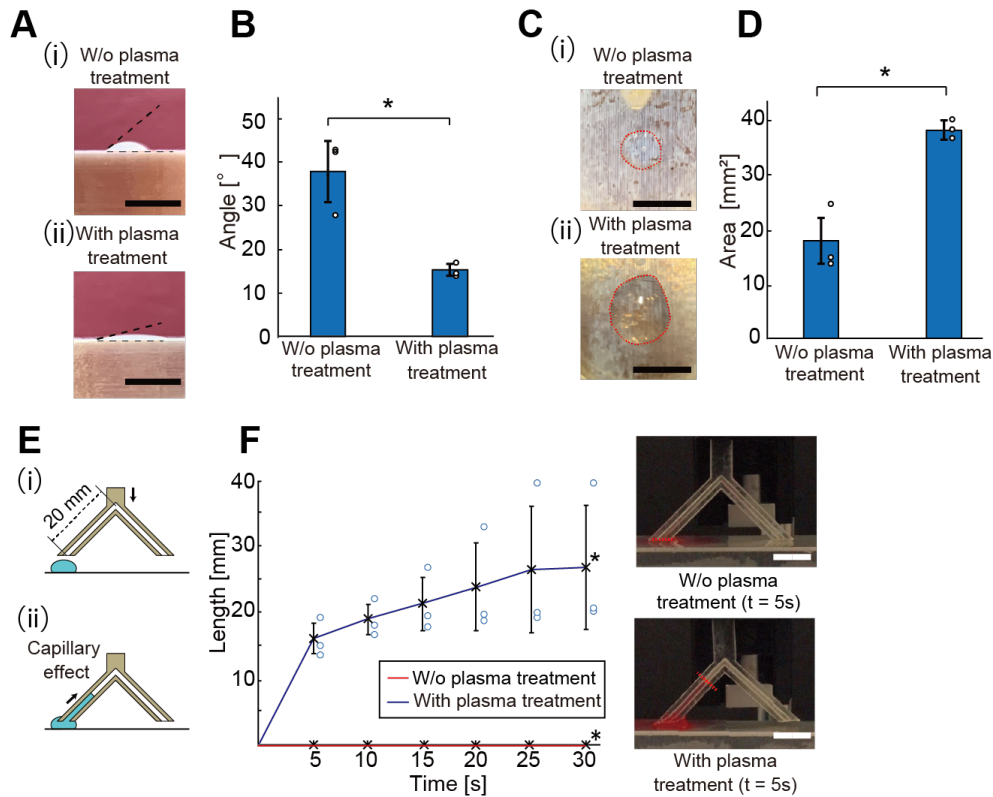 A
(i)
W/o plasma
treatment
(ii)
With plasma
treatment
B
*
Angle [°]
50
40
30
20
10
0
W/o plasma
treatment
With plasma
treatment
C
(i)
W/o plasma
treatment
(ii)
With plasma
treatment
D
*
Area [mm²]
40
30
20
10
0
W/o plasma
treatment
With plasma
treatment
E
(i)
20 mm
(ii)
Capillary
effect
F
Length [mm]
40
30
20
10
*
W/o plasma treatment
With plasma treatment
*
5
10
15
20
25
30
Time [s]
W/o plasma
treatment (t = 5s)
With plasma
treatment (t = 5s)